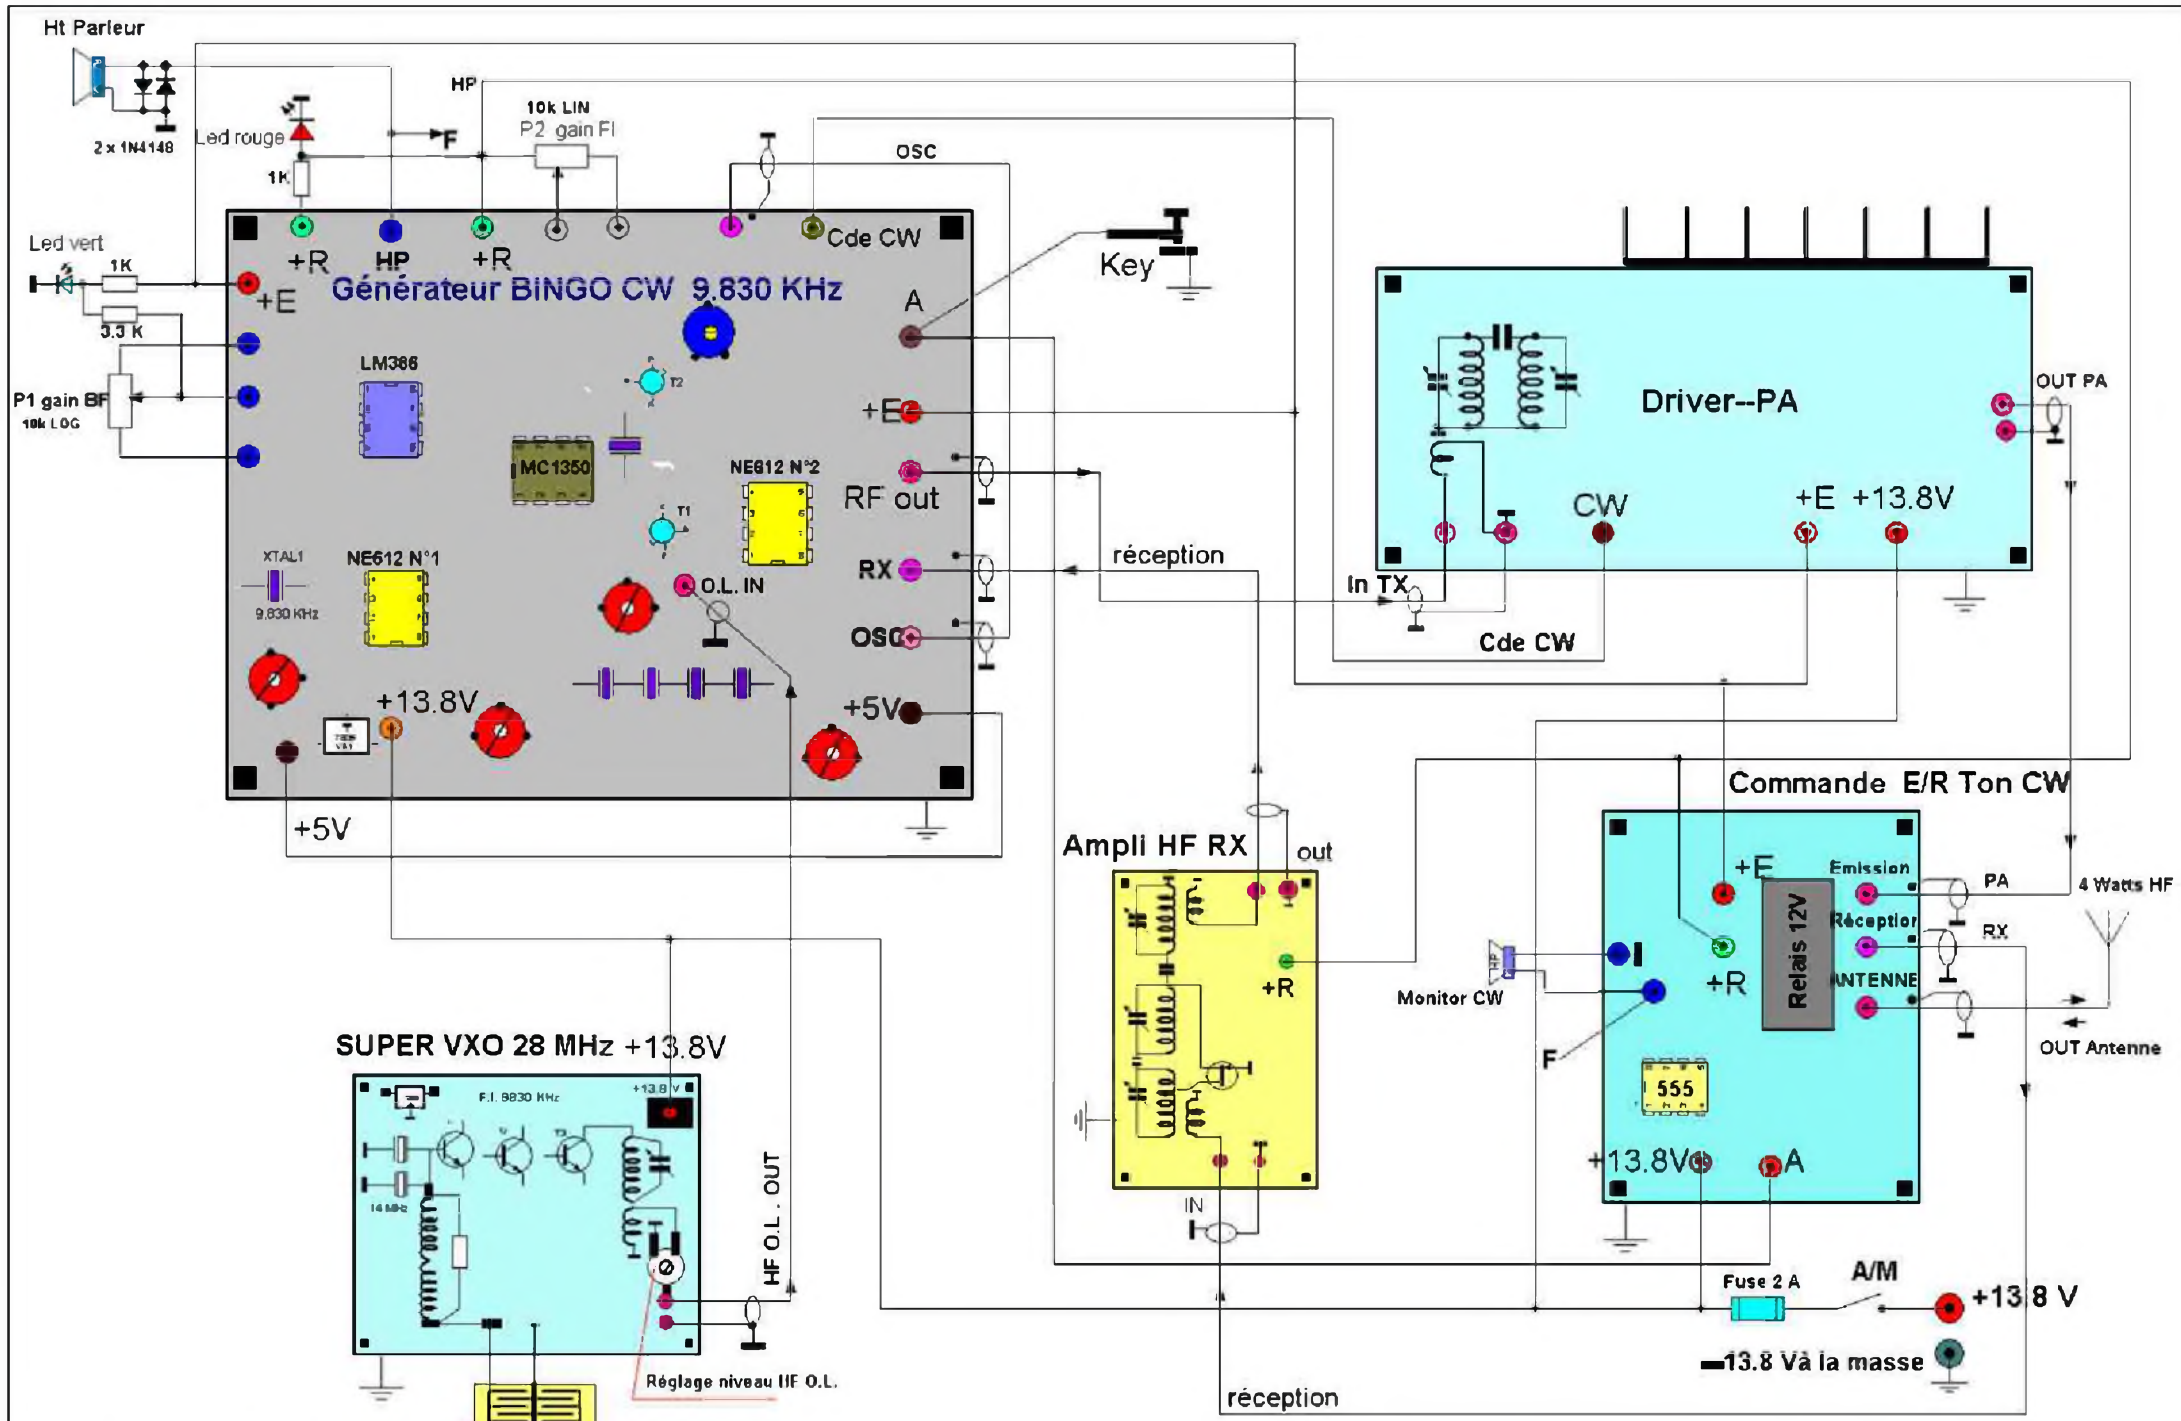 Ht Parleur
2 x 1N4148
Led rouge
1K
HP
F
10k LIN
P2 gain FI
OSC
Led vert
1K
3.3 K
P1 gain BF
10k LOG
+R
HP
+R
Cde CW
+E
Générateur BINGO CW 9.830 KHz
A
Key
LM386
T2
MC1350
NE612 N°2
+E
RF out
T1
XTAL1
9.830 KHz
NE612 N°1
O.L. IN
RX
OSC
+13.8V
+5V
+5V
réception
Driver--PA
OUT PA
CW
+E +13.8V
In TX
Cde CW
Ampli HF RX
out
+R
IN
réception
Commande E/R Ton CW
+E
Relais 12V
Emission
PA
4 Watts HF
Réception
RX
+R
ANTENNE
OUT Antenne
HP
Monitor CW
F
555
+13.8V
A
SUPER VXO 28 MHz +13.8V
F.I. 9830 KHz
+13.8 V
14 MHz
HF O.L. OUT
Réglage niveau HF O.L.
Fuse 2 A
A/M
+13.8 V
-13.8 Và la masse